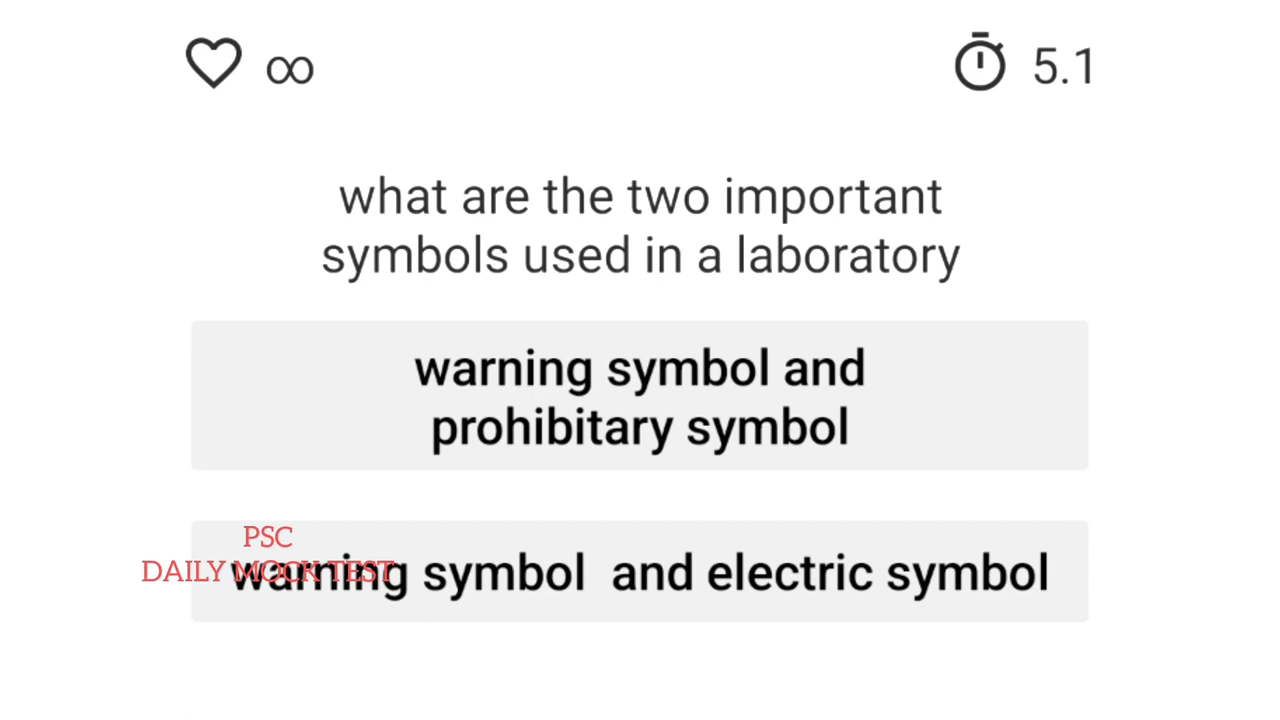 ∞
5.1
what are the two important
symbols used in a laboratory
warning symbol and
prohibitary symbol
PSC
DAILY MOCK TEST
warning symbol and electric symbol